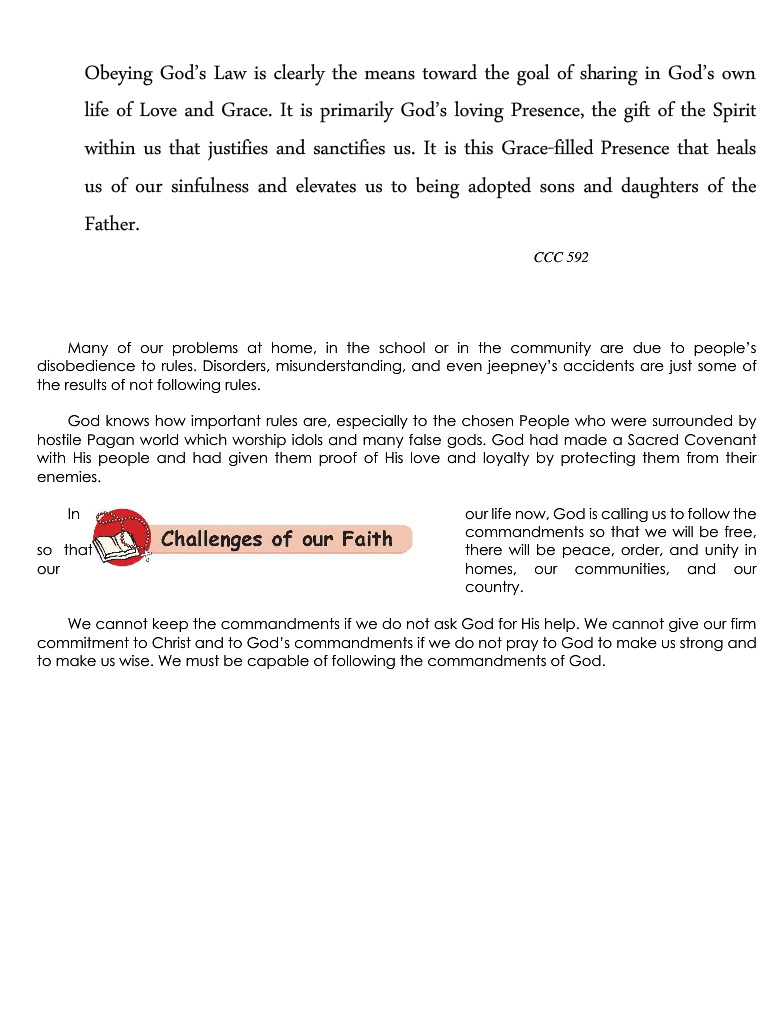 Obeying God's Law is clearly the means toward the goal of sharing in God's own
life of Love and Grace. It is primarily God's loving Presence, the gift of the Spirit
within us that justifies and sanctifies us. It is this Grace-filled Presence that heals
us of our sinfulness and elevates us to being adopted sons and daughters of the
Father.
CCC 592
Many of our problems at home, in the school or in the community are due to people's
disobedience to rules. Disorders, misunderstanding, and even jeepney's accidents are just some of
the results of not following rules.
God knows how important rules are, especially to the chosen People who were surrounded by
hostile Pagan world which worship idols and many false gods. God had made a Sacred Covenant
with His people and had given them proof of His love and loyalty by protecting them from their
enemies.
In our life now, God is calling us to follow the
commandments so that we will be free,
Challenges of our Faith
so that there will be peace, order, and unity in
our homes, our communities, and our
country.
We cannot keep the commandments if we do not ask God for His help. We cannot give our firm
commitment to Christ and to God's commandments if we do not pray to God to make us strong and
to make us wise. We must be capable of following the commandments of God.